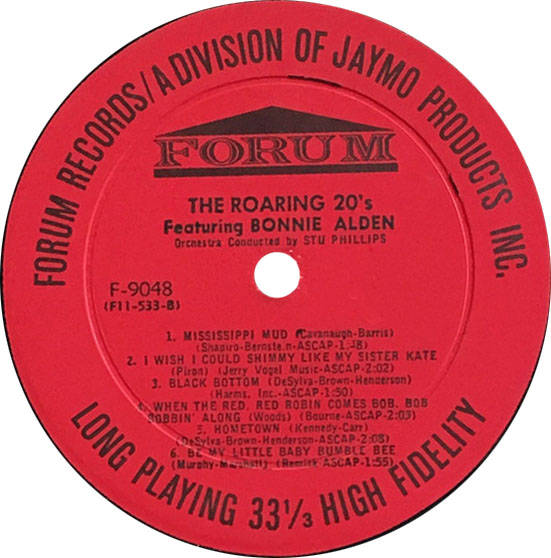 FORUM RECORDS/A DIVISION OF JAYMO PRODUCTS INC.
FORUM
THE ROARING 20's
Featuring BONNIE ALDEN
Orchestra Conducted by STU PHILLIPS
F-9048
(F11-533-B)
1. MISSISSIPPI MUD (Cavanaugh-Barris)
(Shapiro-Bernstein-ASCAP-
2. I WISH I COULD SHIMMY LIKE MY SISTER KATE
(Piron) (Jerry Vogel Music-ASCAP-2:02)
3. BLACK BOTTOM (DeSylva-Brown-Henderson)
(Harms, Inc.-ASCAP-1:50)
4. WHEN THE RED, RED ROBIN COMES BOB, BOB
BOBBIN' ALONG (Woods) (Bourne-ASCAP-2:03)
5. HOMETOWN (Kennedy-Carr)
(DeSylva-Brown-Henderson-ASCAP-2:08)
6. BE MY LITTLE BABY BUMBLE BEE
(Murphy-Marshall) (Remick-ASCAP-1:55)
LONG PLAYING 33⅓ HIGH FIDELITY